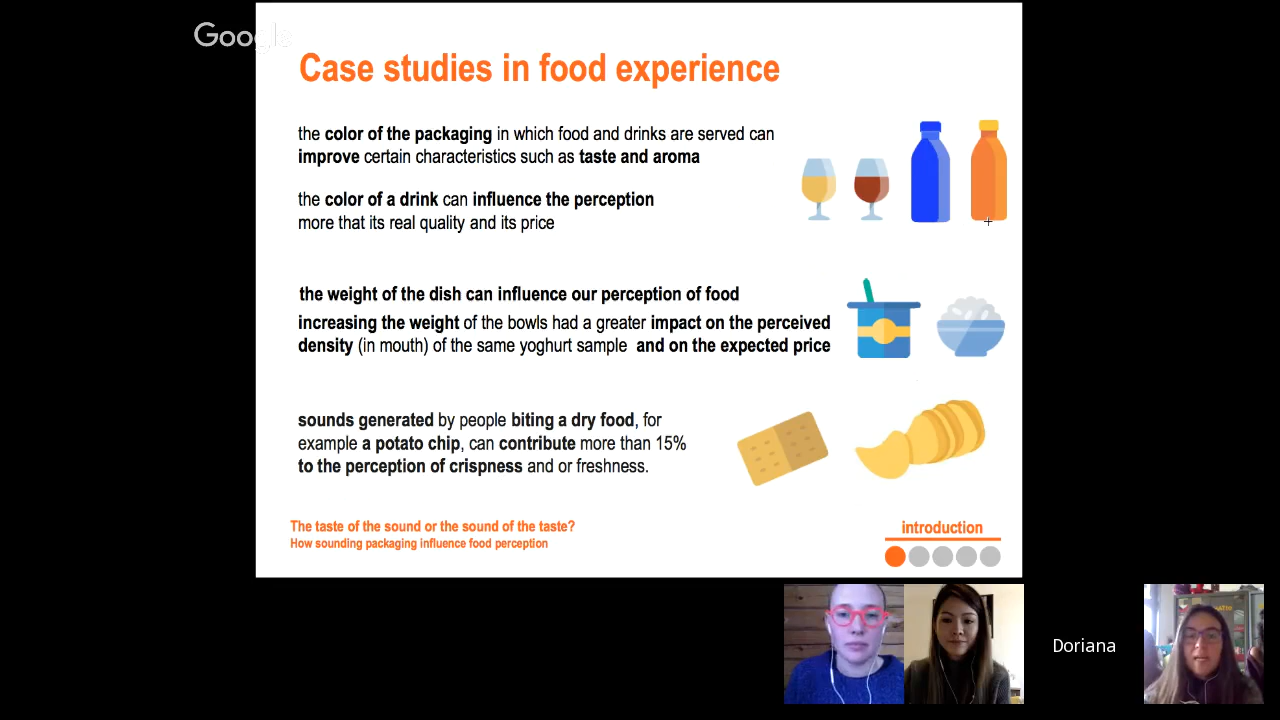 Google
Case studies in food experience
the color of the packaging in which food and drinks are served can
improve certain characteristics such as taste and aroma
the color of a drink can influence the perception
more that its real quality and its price
the weight of the dish can influence our perception of food
increasing the weight of the bowls had a greater impact on the perceived
density (in mouth) of the same yoghurt sample and on the expected price
sounds generated by people biting a dry food, for
example a potato chip, can contribute more than 15%
to the perception of crispness and or freshness.
The taste of the sound or the sound of the taste?
How sounding packaging influence food perception
introduction
Doriana